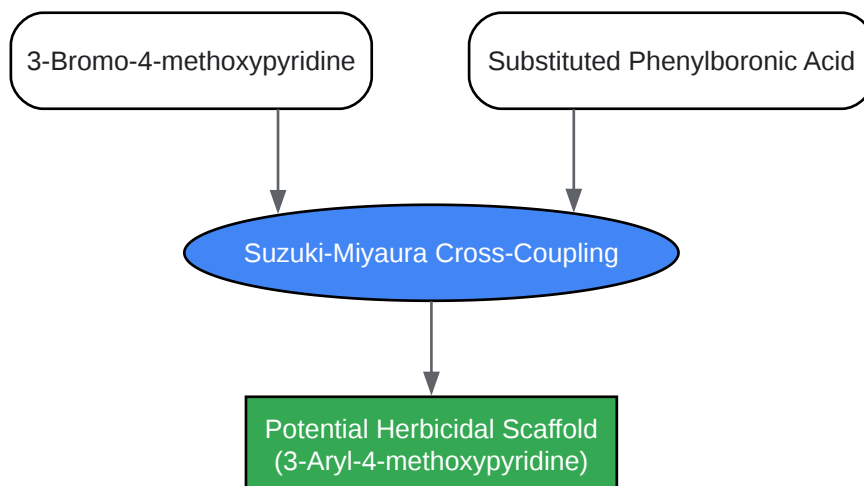 3-Bromo-4-methoxypyridine
Substituted Phenylboronic Acid
Suzuki-Miyaura Cross-Coupling
Potential Herbicidal Scaffold
(3-Aryl-4-methoxypyridine)